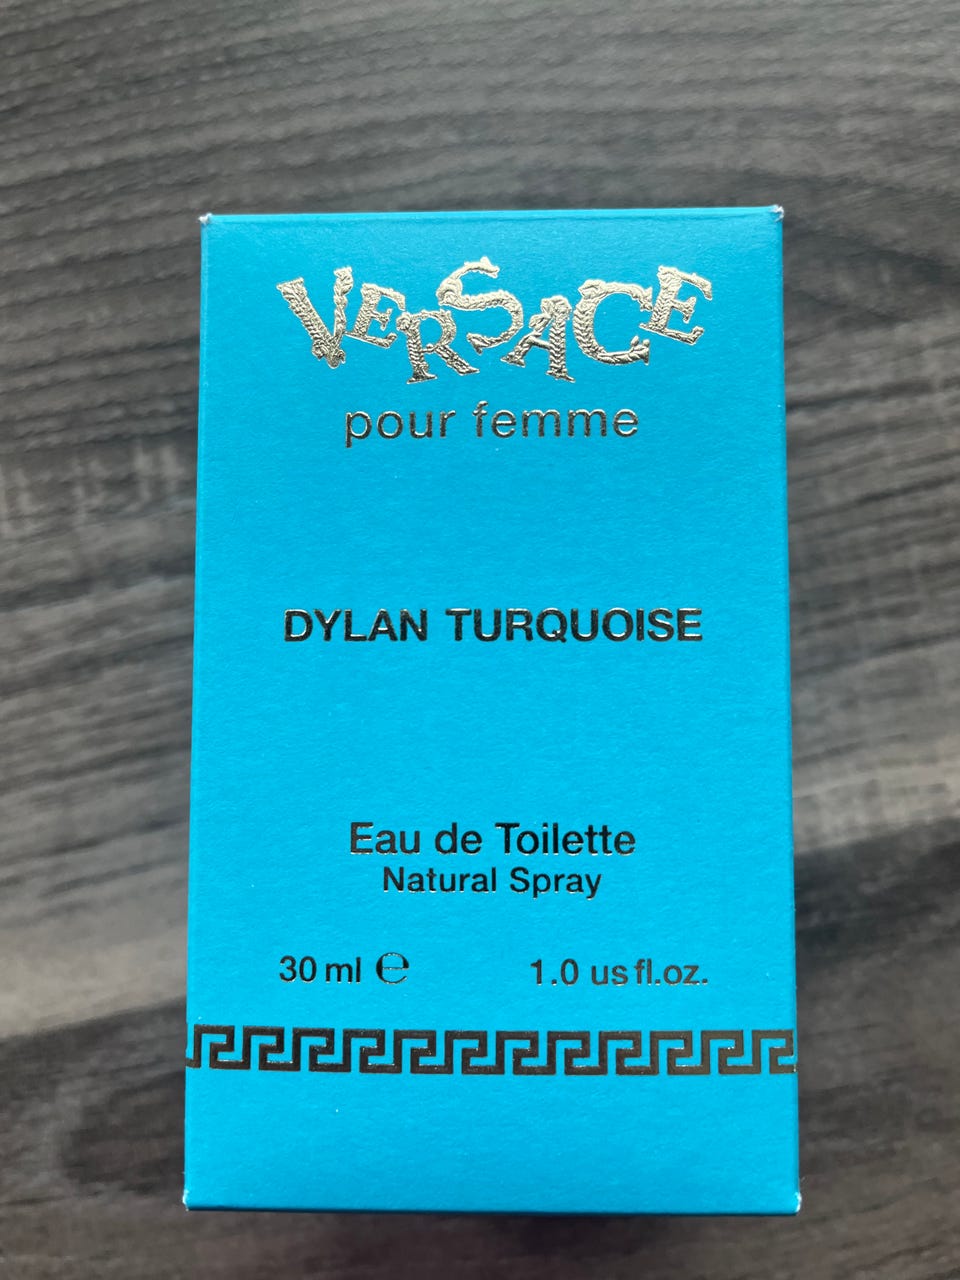 VERSACE
pour femme
DYLAN TURQUOISE
Eau de Toilette
Natural Spray
30 ml ℮ 1.0 us fl.oz.